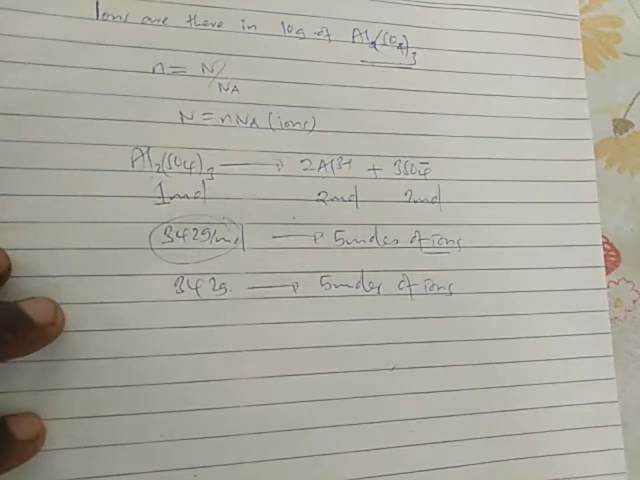 Ions are there in 10g of Al2(SO4)3
n = N/NA
N = nNA (ions)
Al2(SO4)3 → 2Al3+ + 3SO4-
1mol 2mol 3mol
342g/mol → 5moles of ions
342g. → 5moles of ions